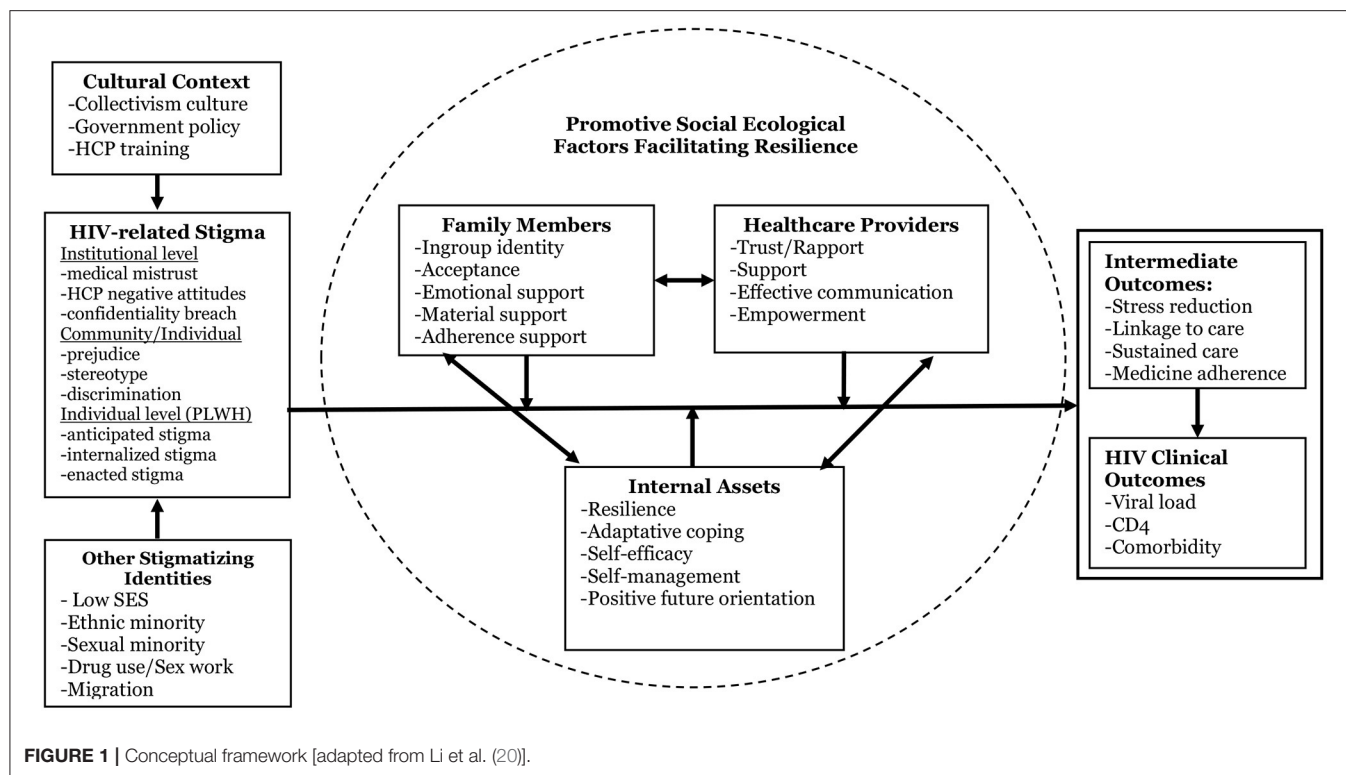 Cultural Context
-Collectivism culture
-Government policy
-HCP training
HIV-related Stigma
Institutional level
-medical mistrust
-HCP negative attitudes
-confidentiality breach
Community/Individual
-prejudice
-stereotype
-discrimination
Individual level (PLWH)
-anticipated stigma
-internalized stigma
-enacted stigma
Other Stigmatizing
Identities
- Low SES
-Ethnic minority
-Sexual minority
-Drug use/Sex work
-Migration
Promotive Social Ecological
Factors Facilitating Resilience
Family Members
-Ingroup identity
-Acceptance
-Emotional support
-Material support
-Adherence support
Healthcare Providers
-Trust/Rapport
-Support
-Effective communication
-Empowerment
Internal Assets
-Resilience
-Adaptative coping
-Self-efficacy
-Self-management
-Positive future orientation
Intermediate
Outcomes:
-Stress reduction
-Linkage to care
-Sustained care
-Medicine adherence
HIV Clinical
Outcomes
-Viral load
-CD4
-Comorbidity
FIGURE 1 | Conceptual framework [adapted from Li et al. (20)].